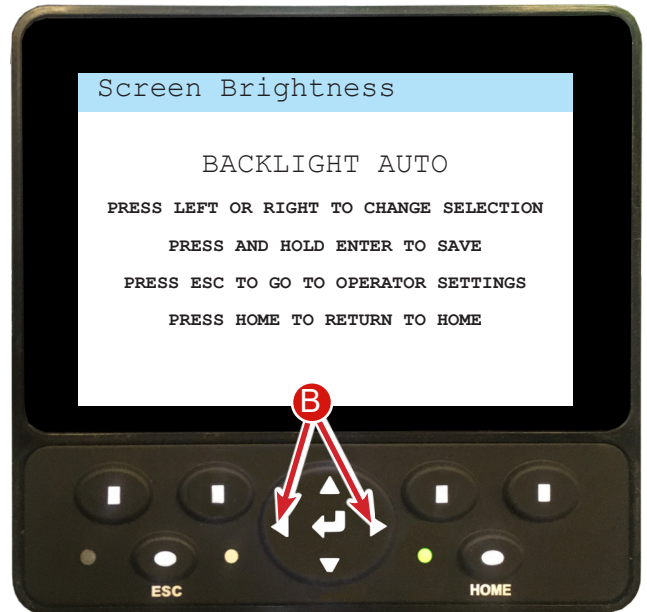 Screen Brightness
BACKLIGHT AUTO
PRESS LEFT OR RIGHT TO CHANGE SELECTION
PRESS AND HOLD ENTER TO SAVE
PRESS ESC TO GO TO OPERATOR SETTINGS
PRESS HOME TO RETURN TO HOME
B
ESC HOME